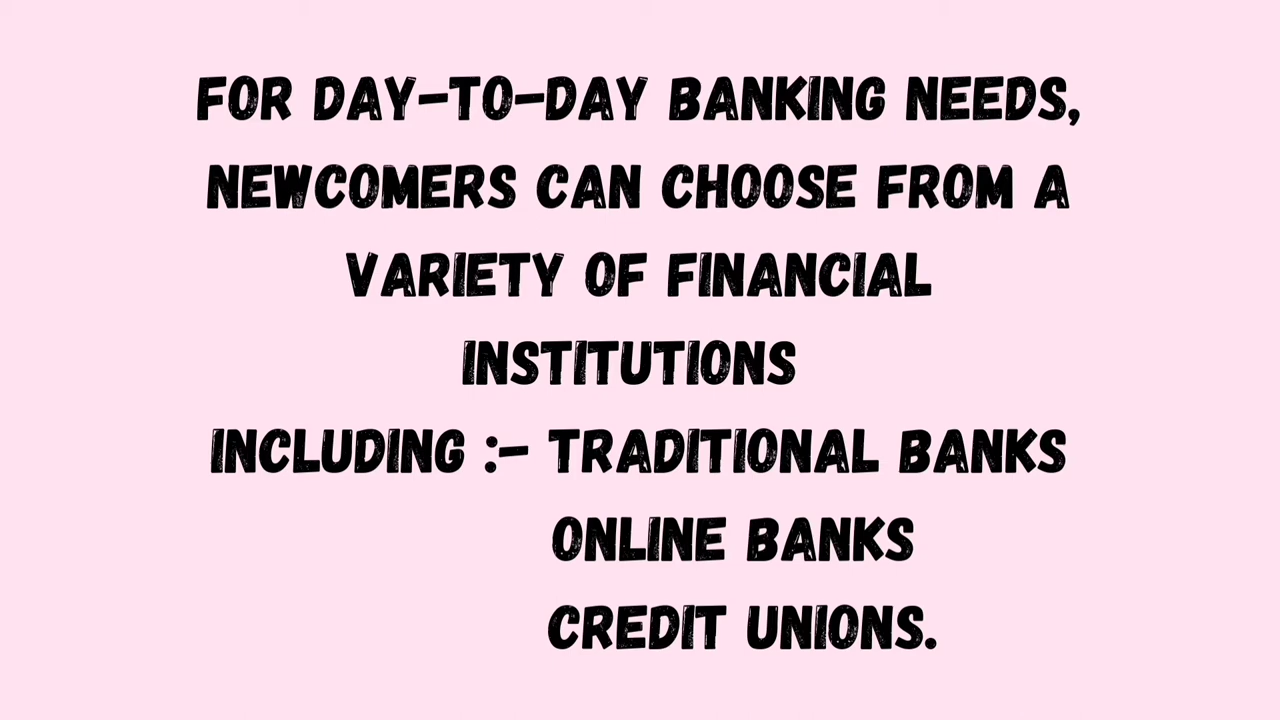 FOR DAY-TO-DAY BANKING NEEDS,
NEWCOMERS CAN CHOOSE FROM A
VARIETY OF FINANCIAL
INSTITUTIONS
INCLUDING :- TRADITIONAL BANKS
ONLINE BANKS
CREDIT UNIONS.